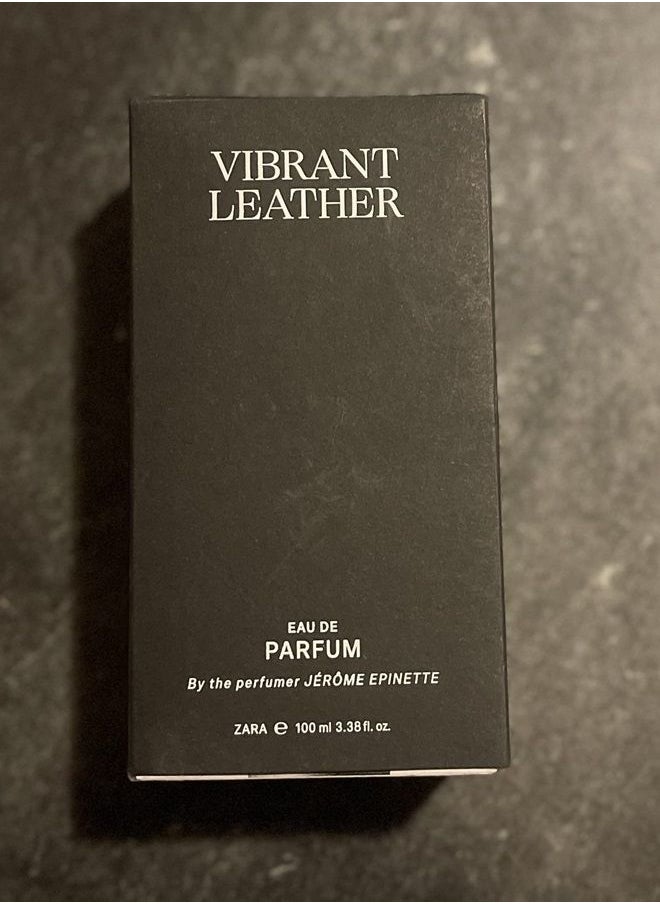 VIBRANT
LEATHER
EAU DE
PARFUM
By the perfumer JÉRÔME EPINETTE
ZARA ℮ 100 ml 3.38 fl. oz.